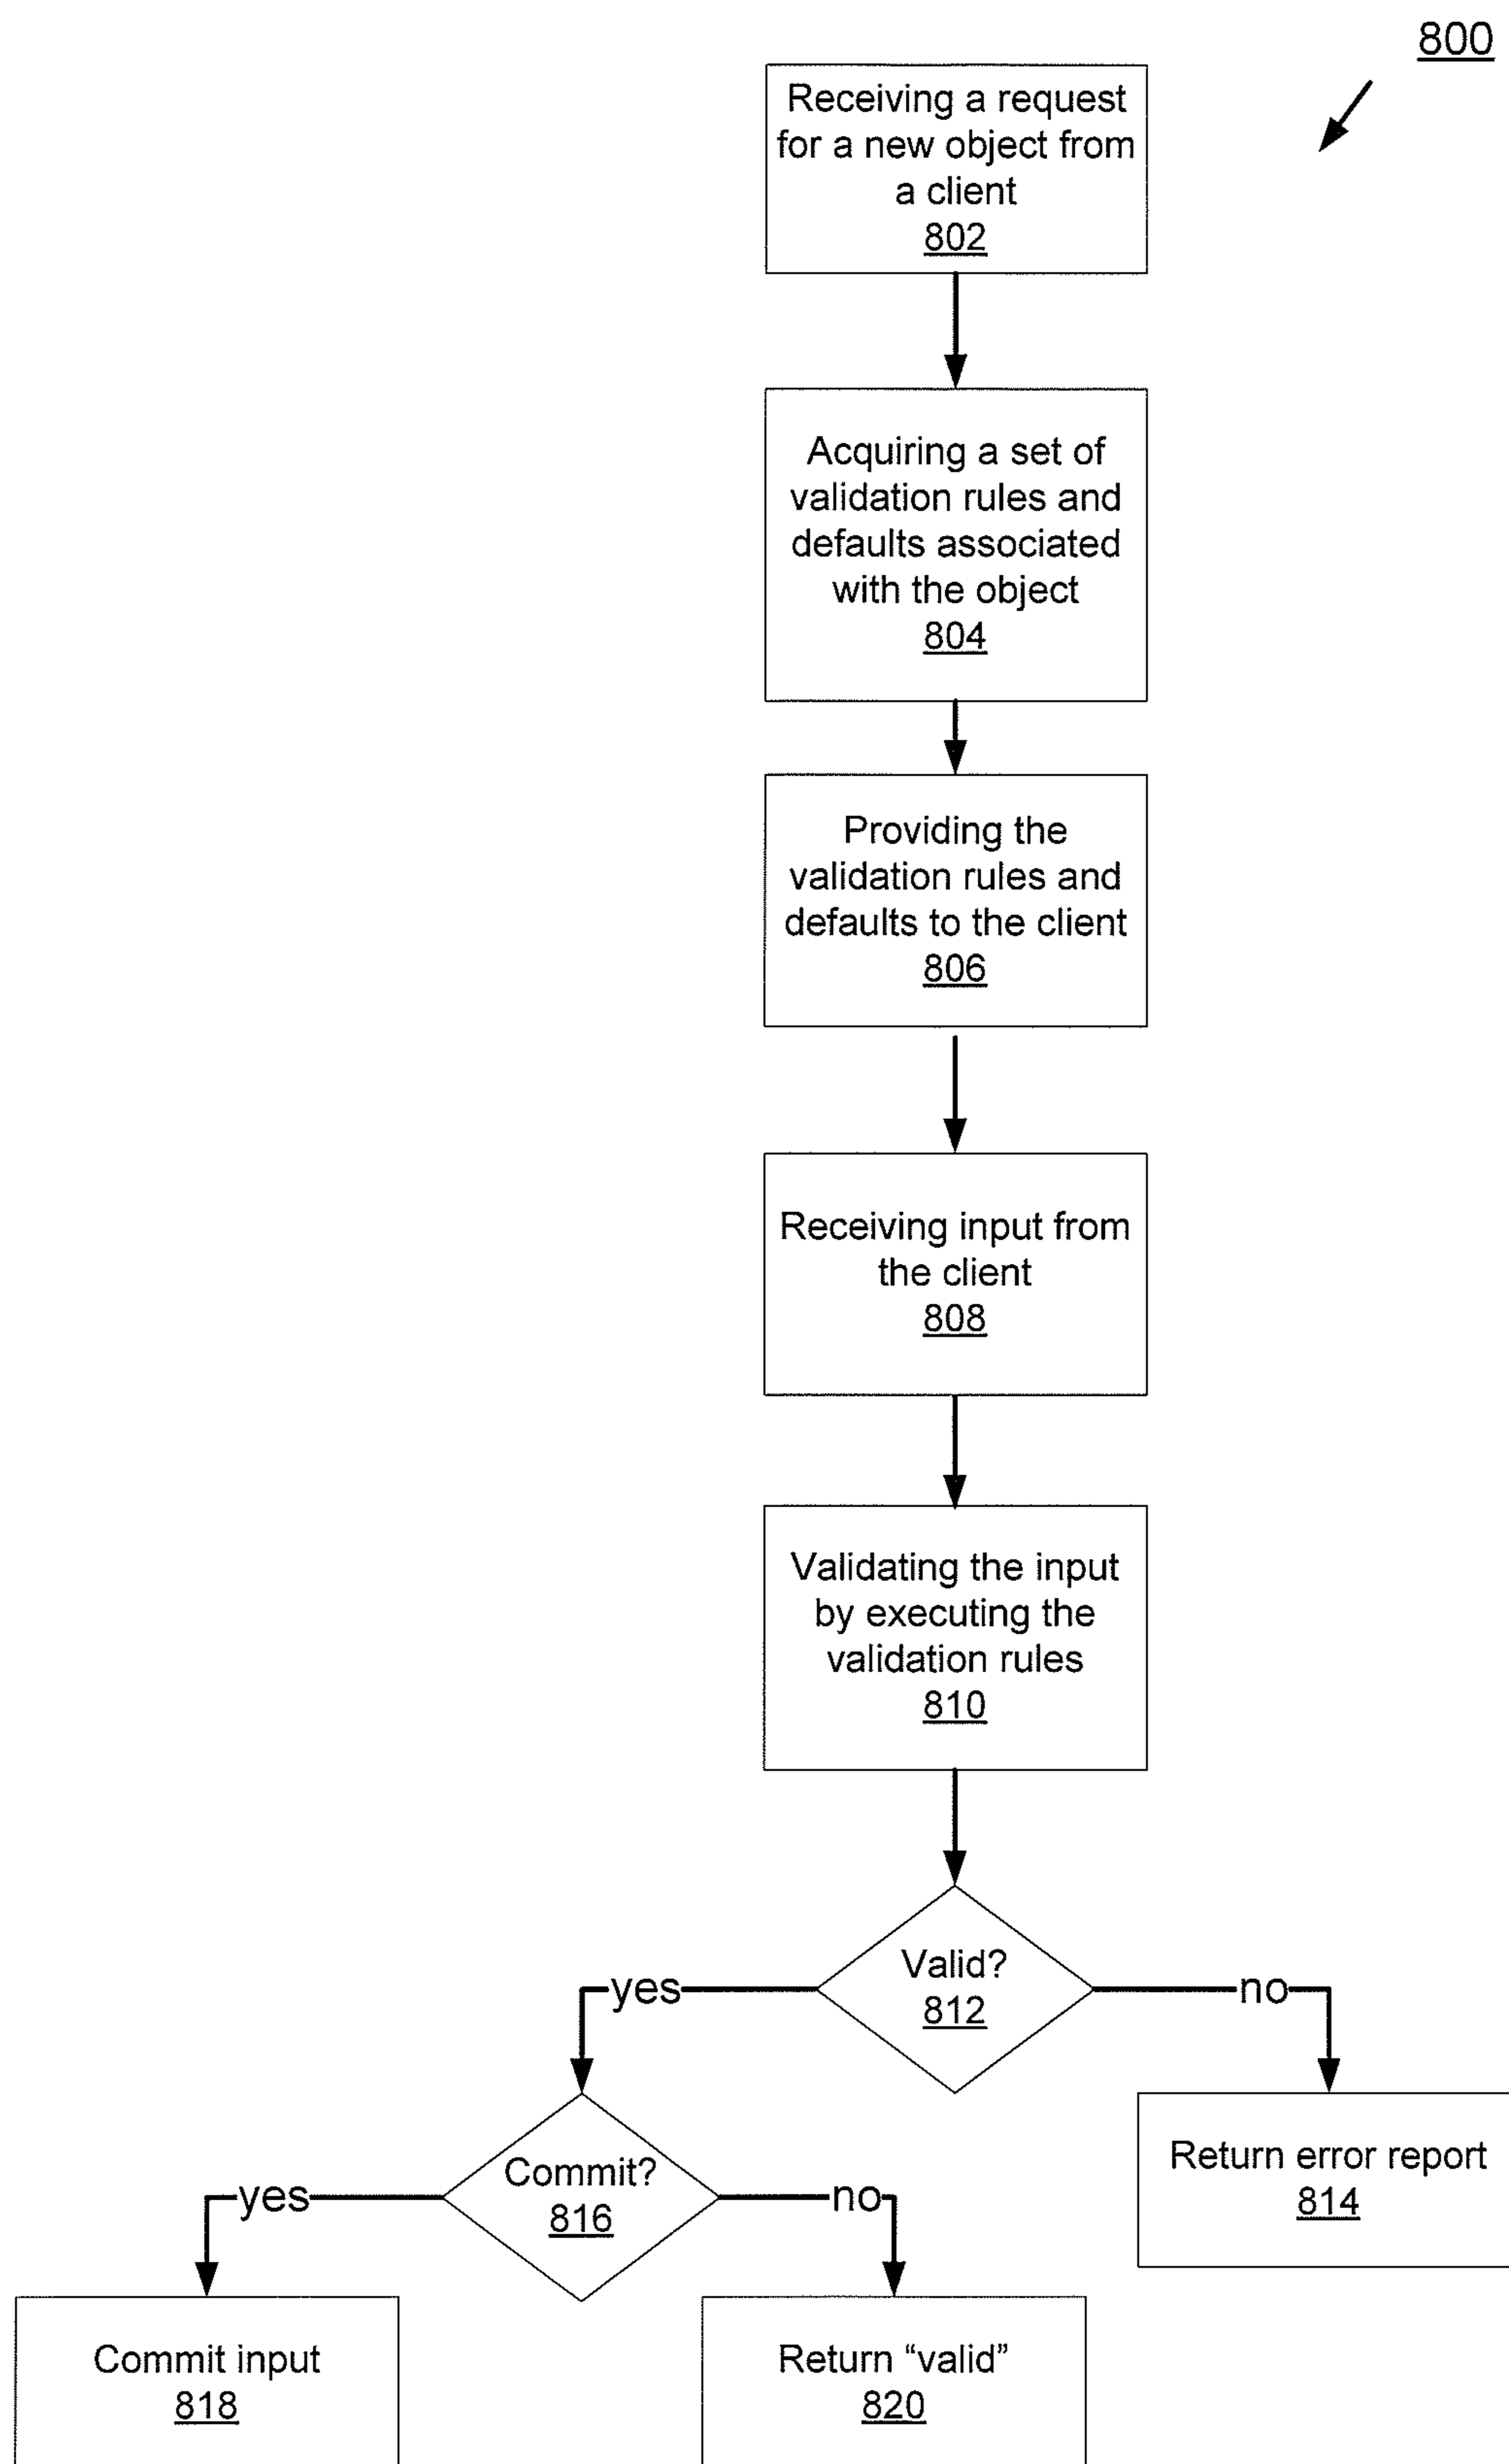 800
Receiving a request
for a new object from
a client
802
Acquiring a set of
validation rules and
defaults associated
with the object
804
Providing the
validation rules and
defaults to the client
806
Receiving input from
the client
808
Validating the input
by executing the
validation rules
810
Valid?
812
yes
no
Commit?
816
Return error report
814
yes
no
Commit input
818
Return “valid”
820